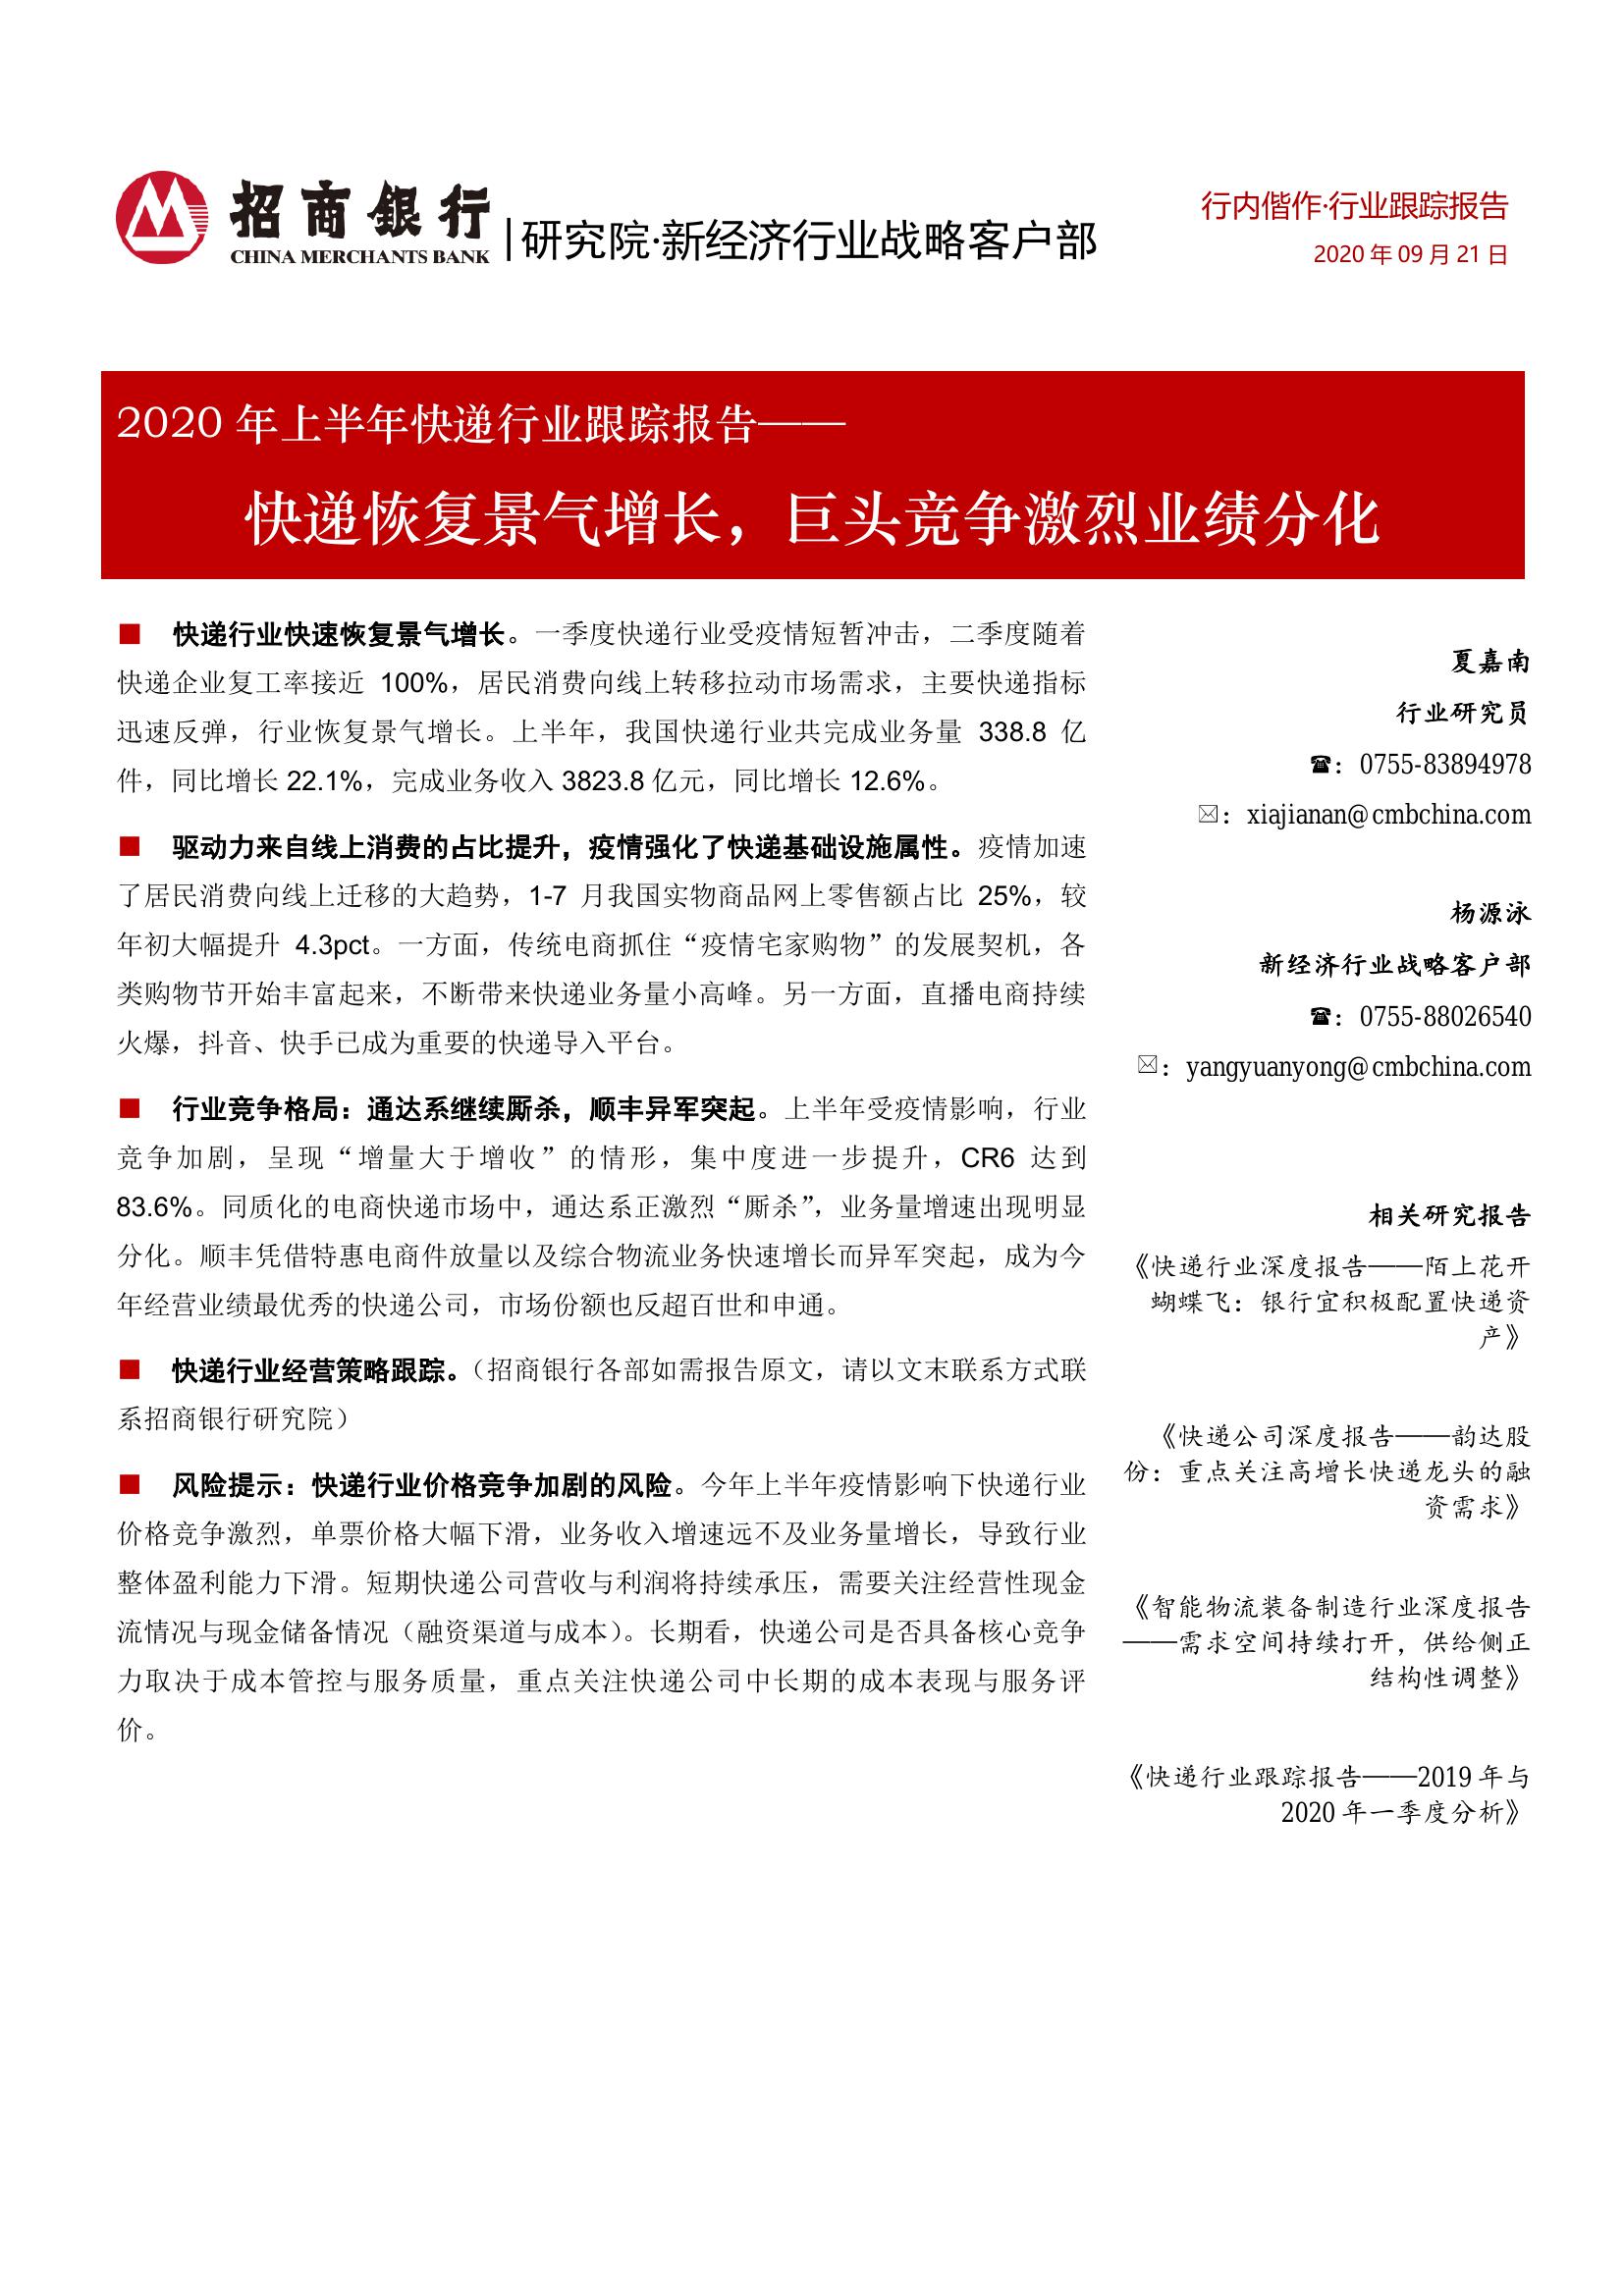 招商银行
CHINA MERCHANTS BANK
|研究院·新经济行业战略客户部
行内偕作·行业跟踪报告
2020 年 09 月 21 日
2020 年上半年快递行业跟踪报告——
快递恢复景气增长，巨头竞争激烈业绩分化
■ 快递行业快速恢复景气增长。一季度快递行业受疫情短暂冲击，二季度随着
快递企业复工率接近 100%，居民消费向线上转移拉动市场需求，主要快递指标
迅速反弹，行业恢复景气增长。上半年，我国快递行业共完成业务量 338.8 亿
件，同比增长 22.1%，完成业务收入 3823.8 亿元，同比增长 12.6%。
■ 驱动力来自线上消费的占比提升，疫情强化了快递基础设施属性。疫情加速
了居民消费向线上迁移的大趋势，1-7 月我国实物商品网上零售额占比 25%，较
年初大幅提升 4.3pct。一方面，传统电商抓住“疫情宅家购物”的发展契机，各
类购物节开始丰富起来，不断带来快递业务量小高峰。另一方面，直播电商持续
火爆，抖音、快手已成为重要的快递导入平台。
■ 行业竞争格局：通达系继续厮杀，顺丰异军突起。上半年受疫情影响，行业
竞争加剧，呈现“增量大于增收”的情形，集中度进一步提升，CR6 达到
83.6%。同质化的电商快递市场中，通达系正激烈“厮杀”，业务量增速出现明显
分化。顺丰凭借特惠电商件放量以及综合物流业务快速增长而异军突起，成为今
年经营业绩最优秀的快递公司，市场份额也反超百世和申通。
■ 快递行业经营策略跟踪。（招商银行各部如需报告原文，请以文末联系方式联
系招商银行研究院）
■ 风险提示：快递行业价格竞争加剧的风险。今年上半年疫情影响下快递行业
价格竞争激烈，单票价格大幅下滑，业务收入增速远不及业务量增长，导致行业
整体盈利能力下滑。短期快递公司营收与利润将持续承压，需要关注经营性现金
流情况与现金储备情况（融资渠道与成本）。长期看，快递公司是否具备核心竞争
力取决于成本管控与服务质量，重点关注快递公司中长期的成本表现与服务评
价。
夏嘉南
行业研究员
☎：0755-83894978
✉：xiajianan@cmbchina.com
杨源泳
新经济行业战略客户部
☎：0755-88026540
✉：yangyuanyong@cmbchina.com
相关研究报告
《快递行业深度报告——陌上花开
蝴蝶飞：银行宜积极配置快递资
产》
《快递公司深度报告——韵达股
份：重点关注高增长快递龙头的融
资需求》
《智能物流装备制造行业深度报告
——需求空间持续打开，供给侧正
结构性调整》
《快递行业跟踪报告——2019 年与
2020 年一季度分析》